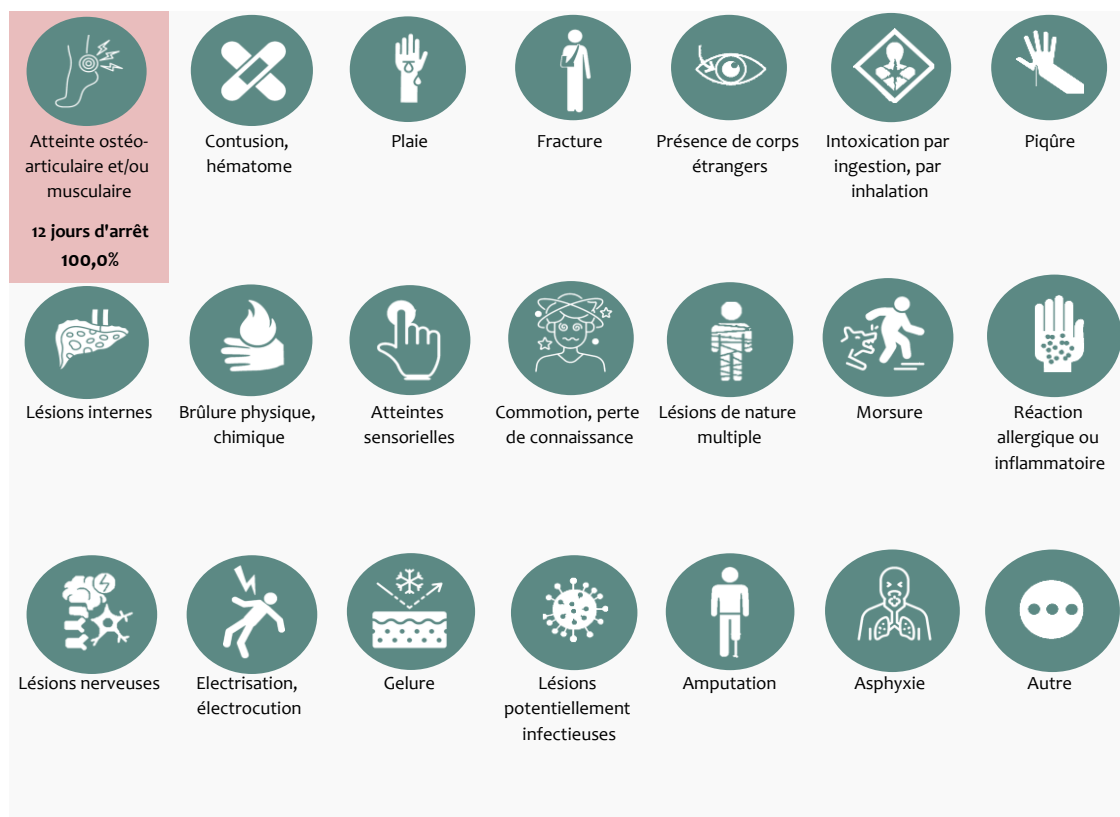 Atteinte ostéo-
articulaire et/ou
musculaire
12 jours d'arrêt
100,0%
Contusion,
hématome
Plaie
Fracture
Présence de corps
étrangers
Intoxication par
ingestion, par
inhalation
Piqûre
Lésions internes
Brûlure physique,
chimique
Atteintes
sensorielles
Commotion, perte
de connaissance
Lésions de nature
multiple
Morsure
Réaction
allergique ou
inflammatoire
Lésions nerveuses
Electrisation,
électrocution
Gelure
Lésions
potentiellement
infectieuses
Amputation
Asphyxie
Autre